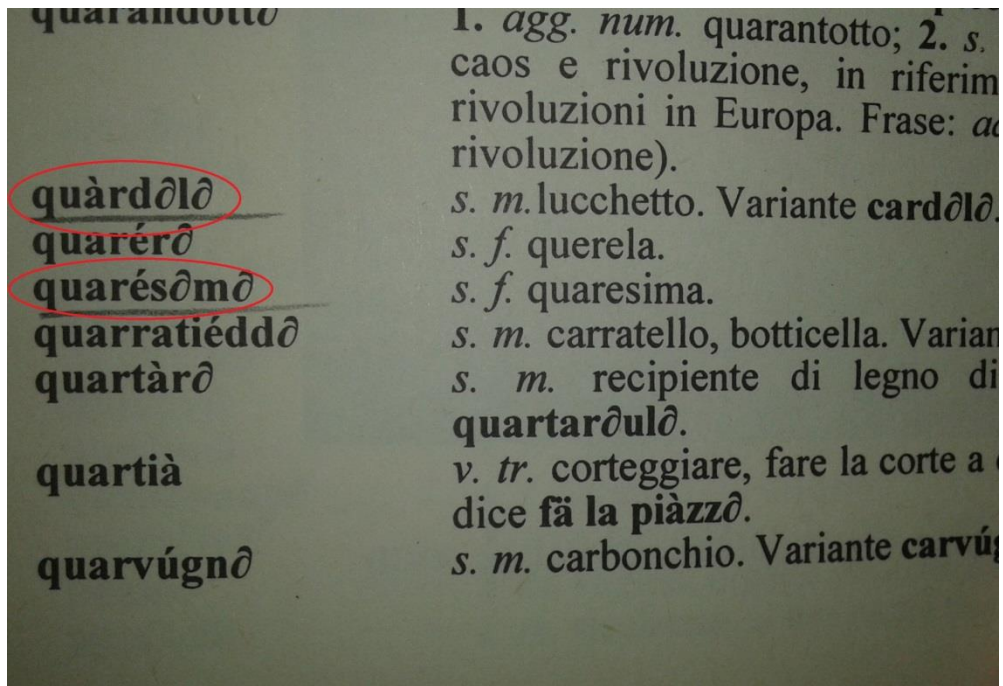 quarandòtt∂ 1. agg. num. quarantotto; 2. s.
caos e rivoluzione, in riferim
rivoluzioni in Europa. Frase:
rivoluzione).
quàrd∂l∂ s. m. lucchetto. Variante card∂l∂.
quarér∂ s. f. querela.
quarés∂m∂ s. f. quaresima.
quarratiédd∂ s. m. carratello, botticella. Varian
quartàr∂ s. m. recipiente di legno di
quartar∂ul∂.
quartià v. tr. corteggiare, fare la corte a
dice fä la piàzz∂.
quarvúgn∂ s. m. carbonchio. Variante carvúg